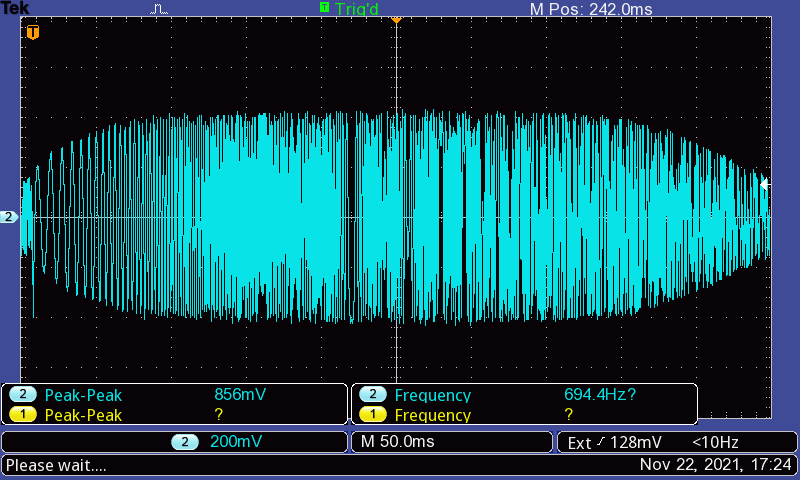 Tek T Trig'd M Pos: 242.0ms
T
2
2 Peak-Peak 856mV 2 Frequency 694.4Hz?
1 Peak-Peak ? 1 Frequency ?
2 200mV M 50.0ms Ext 128mV <10Hz
Please wait.... Nov 22, 2021, 17:24